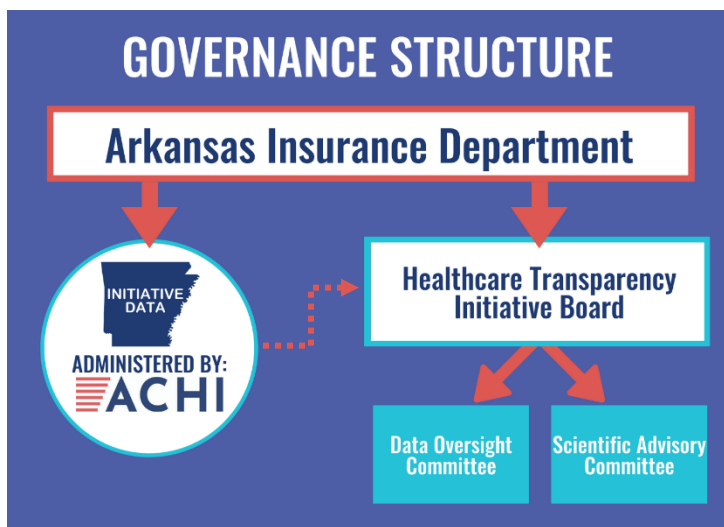 GOVERNANCE STRUCTURE
Arkansas Insurance Department
INITIATIVE
DATA
ADMINISTERED BY:
ACHI
Healthcare Transparency
Initiative Board
Data Oversight
Committee
Scientific Advisory
Committee